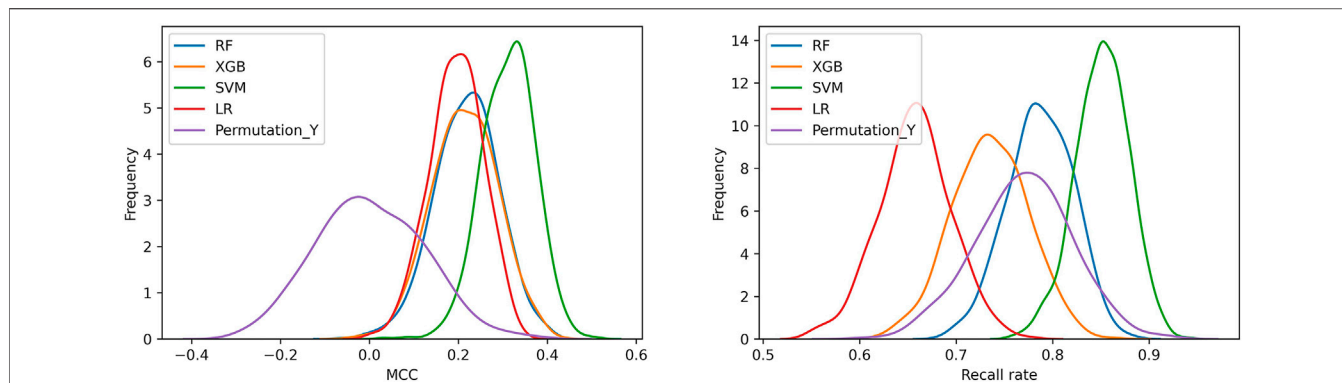 RF
XGB
SVM
LR
Permutation_Y
Frequency
6
5
4
3
2
1
0
−0.4
−0.2
0.0
0.2
0.4
0.6
MCC
RF
XGB
SVM
LR
Permutation_Y
Frequency
14
12
10
8
6
4
2
0
0.5
0.6
0.7
0.8
0.9
Recall rate